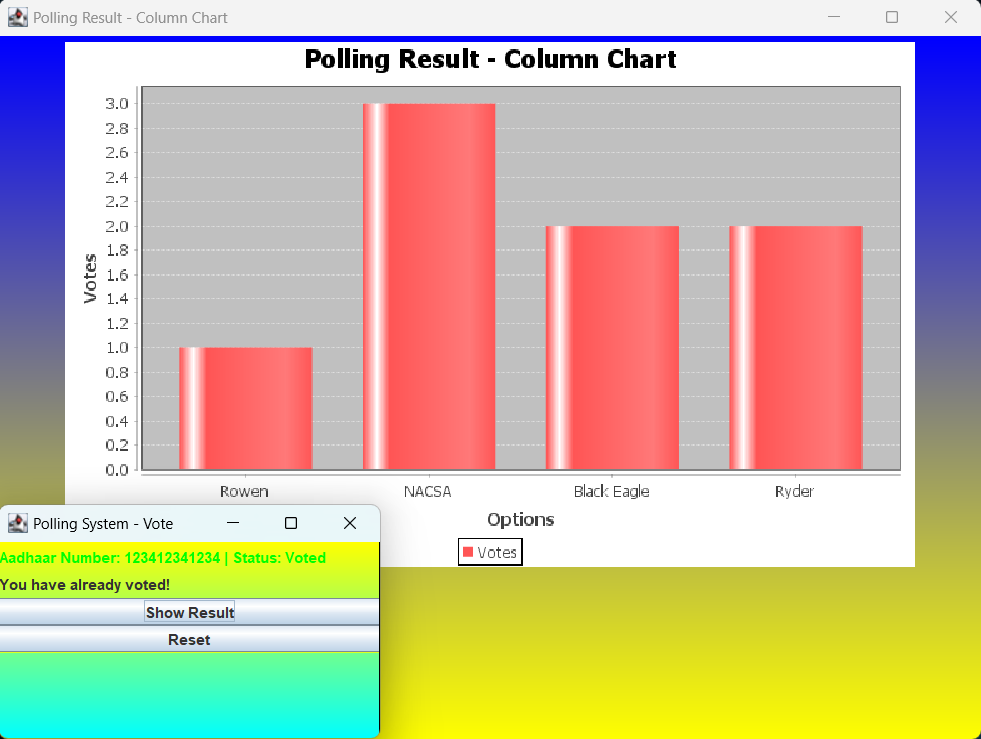 Polling Result - Column Chart
Polling Result - Column Chart
3.0
2.8
2.6
2.4
2.2
2.0
1.8
1.6
1.4
1.2
1.0
0.8
0.6
0.4
0.2
0.0
Votes
Rowen NACSA Black Eagle Ryder
Options
Votes
Polling System - Vote
Aadhaar Number: 123412341234 | Status: Voted
You have already voted!
Show Result
Reset